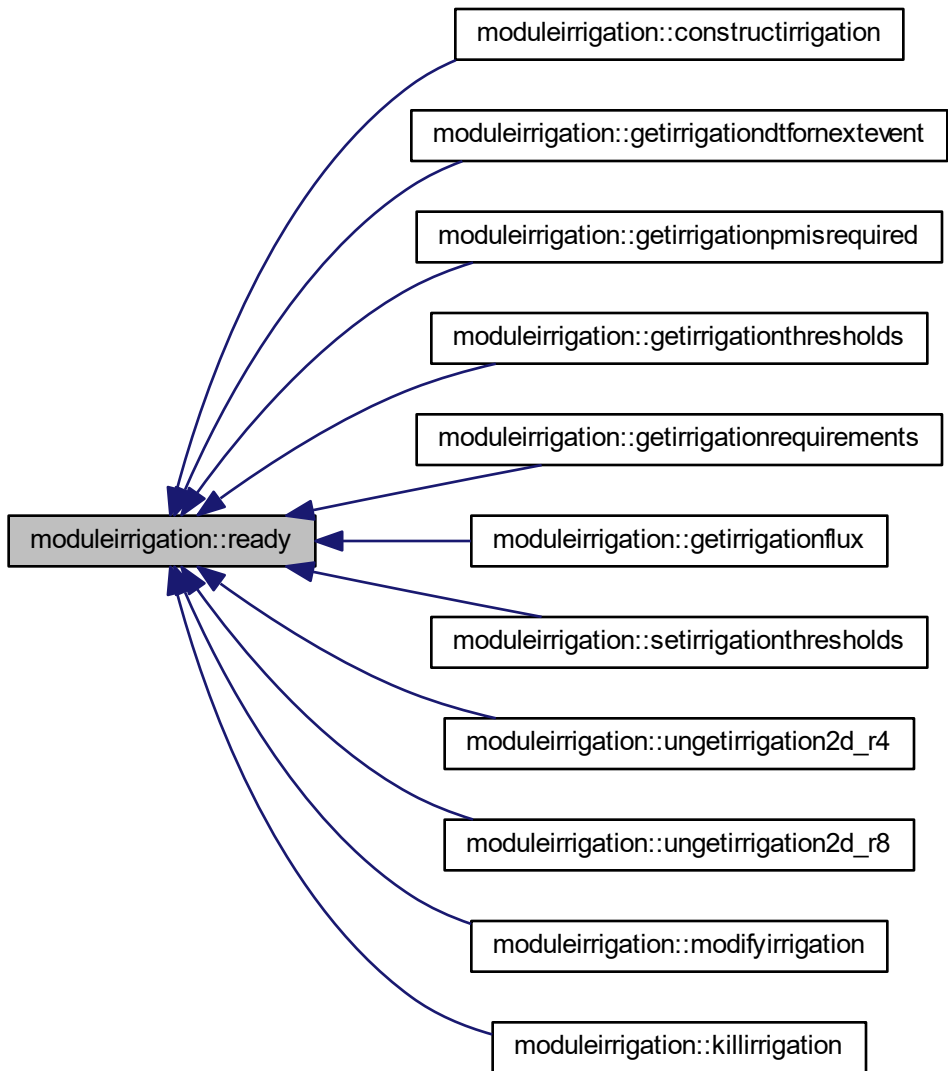 moduleirrigation::constructirrigation
moduleirrigation::getirrigationdtfornextevent
moduleirrigation::getirrigationpmisrequired
moduleirrigation::getirrigationthresholds
moduleirrigation::getirrigationrequirements
moduleirrigation::ready
moduleirrigation::getirrigationflux
moduleirrigation::setirrigationthresholds
moduleirrigation::ungetirrigation2d_r4
moduleirrigation::ungetirrigation2d_r8
moduleirrigation::modifyirrigation
moduleirrigation::killirrigation